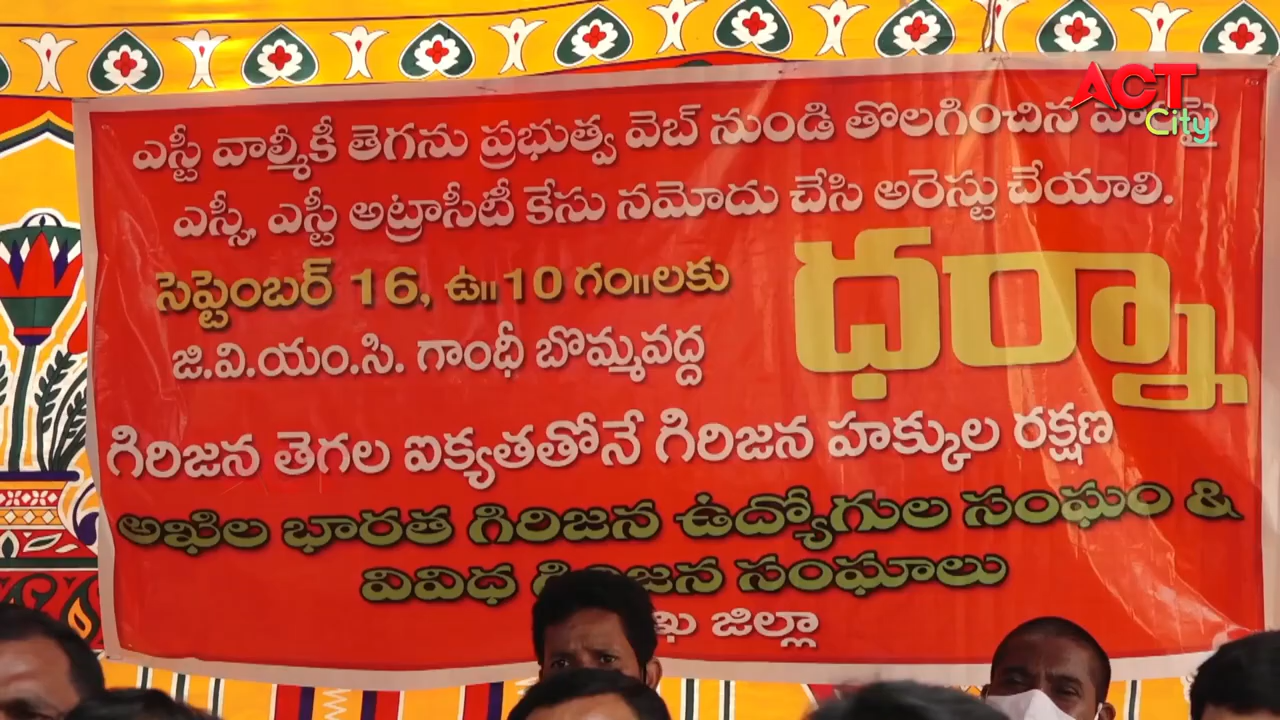 ACT
City
ఎస్టీ వాల్మీకీ తెగను ప్రభుత్వ వెబ్ నుండి తొలగించిన
ఎస్సీ, ఎస్టీ అట్రాసీటీ కేసు నమోదు చేసి అరెస్టు చేయాలి.
సెప్టెంబర్ 16, ఉ॥10 గం॥లకు
ధర్నా
జి.వి.యం.సి. గాంధీ బొమ్మవద్ద
గిరిజన తెగల ఐక్యతతోనే గిరిజన హక్కుల రక్షణ
అఖిల భారత గిరిజన ఉద్యోగుల సంఘం &
వివిధ గిరిజన సంఘాలు
జిల్లా